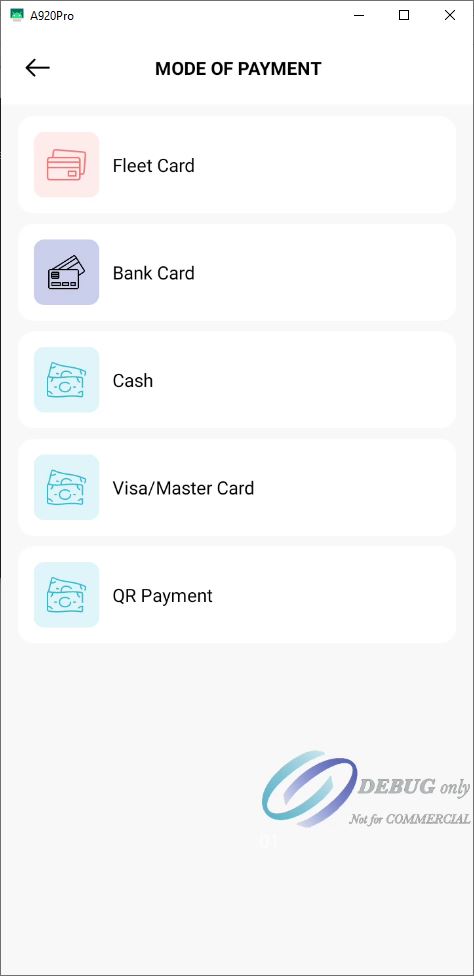 A920Pro
MODE OF PAYMENT
Fleet Card
Bank Card
Cash
Visa/Master Card
QR Payment
DEBUG only
Not for COMMERCIAL
01